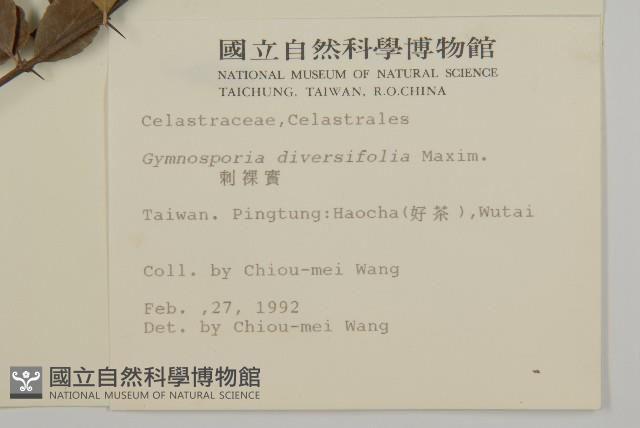 國立自然科學博物館
NATIONAL MUSEUM OF NATURAL SCIENCE
TAICHUNG, TAIWAN, R.O.CHINA
Celastraceae,Celastrales
Gymnosporia diversifolia Maxim.
刺裸實
Taiwan. Pingtung:Haocha(好茶),Wutai
Coll. by Chiou-mei Wang
Feb. ,27, 1992
Det. by Chiou-mei Wang
國立自然科學博物館
NATIONAL MUSEUM OF NATURAL SCIENCE